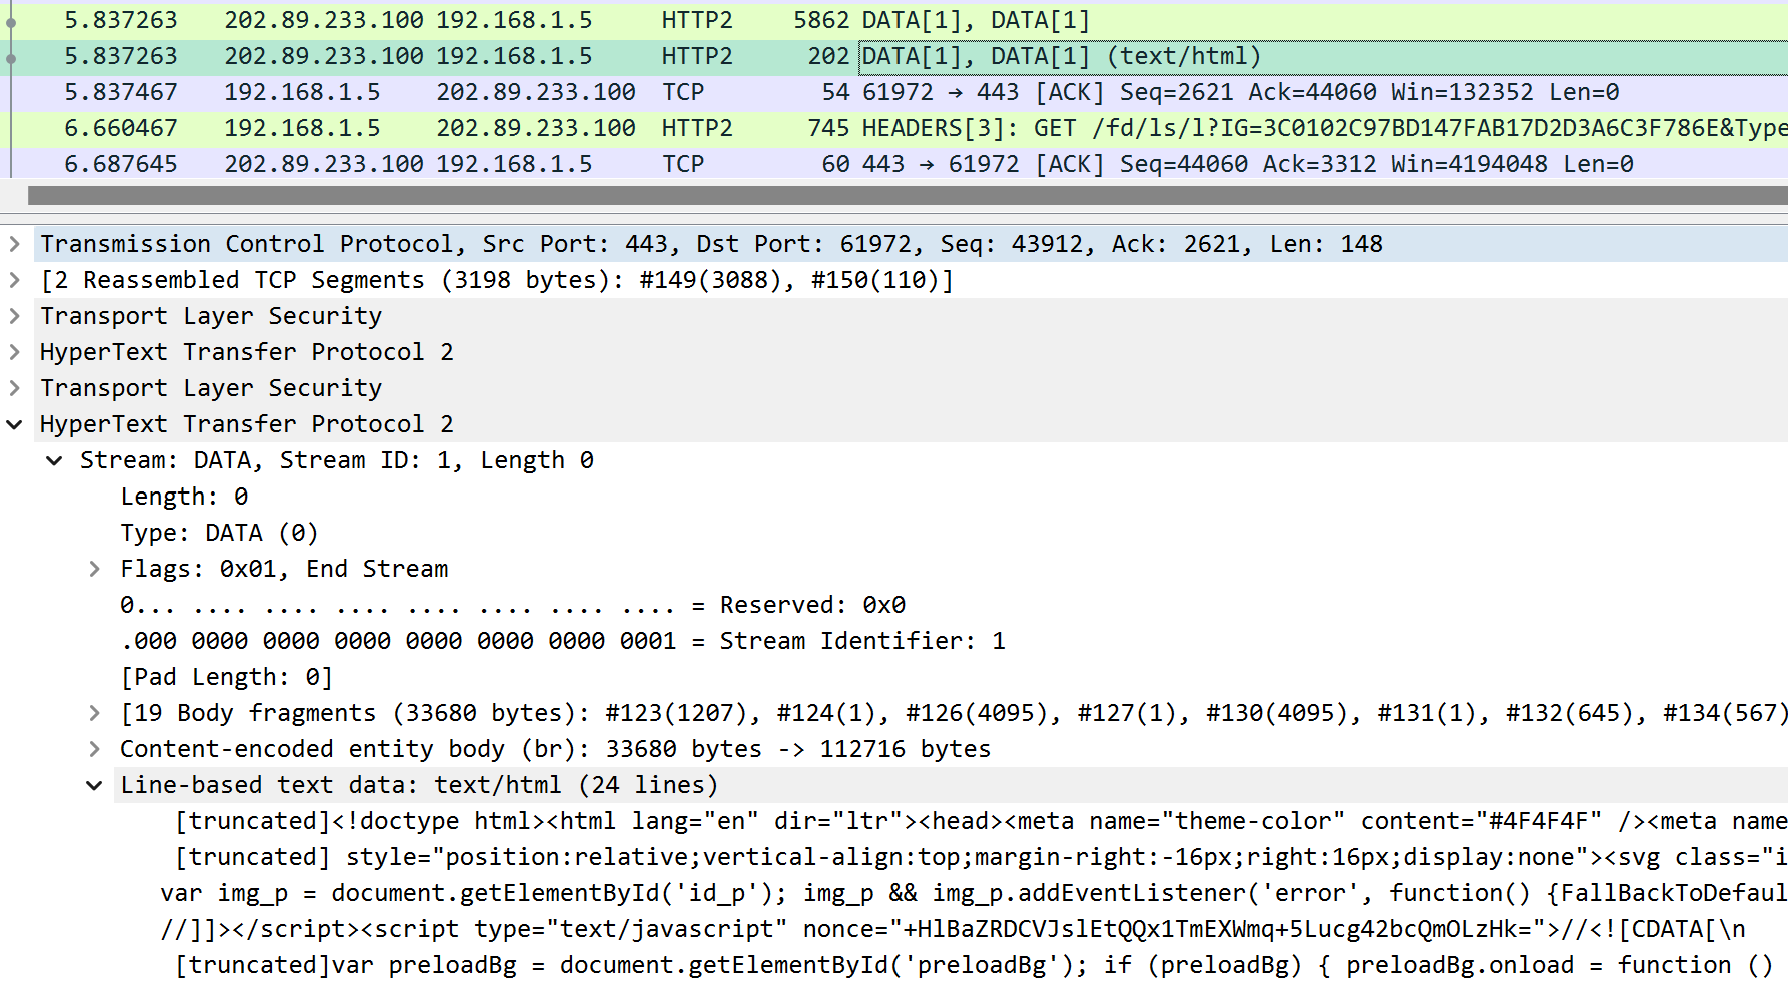 5.837263 202.89.233.100 192.168.1.5 HTTP2 5862 DATA[1], DATA[1]
5.837263 202.89.233.100 192.168.1.5 HTTP2 202 DATA[1], DATA[1] (text/html)
5.837467 192.168.1.5 202.89.233.100 TCP 54 61972 → 443 [ACK] Seq=2621 Ack=44060 Win=132352 Len=0
6.660467 192.168.1.5 202.89.233.100 HTTP2 745 HEADERS[3]: GET /fd/ls/l?IG=3C0102C97BD147FAB17D2D3A6C3F786E&Type
6.687645 202.89.233.100 192.168.1.5 TCP 60 443 → 61972 [ACK] Seq=44060 Ack=3312 Win=4194048 Len=0
Transmission Control Protocol, Src Port: 443, Dst Port: 61972, Seq: 43912, Ack: 2621, Len: 148
[2 Reassembled TCP Segments (3198 bytes): #149(3088), #150(110)]
Transport Layer Security
HyperText Transfer Protocol 2
Transport Layer Security
HyperText Transfer Protocol 2
Stream: DATA, Stream ID: 1, Length 0
Length: 0
Type: DATA (0)
Flags: 0x01, End Stream
0... .... .... .... .... .... .... .... = Reserved: 0x0
.000 0000 0000 0000 0000 0000 0000 0001 = Stream Identifier: 1
[Pad Length: 0]
[19 Body fragments (33680 bytes): #123(1207), #124(1), #126(4095), #127(1), #130(4095), #131(1), #132(645), #134(567)
Content-encoded entity body (br): 33680 bytes -> 112716 bytes
Line-based text data: text/html (24 lines)
[truncated]<!doctype html><html lang="en" dir="ltr"><head><meta name="theme-color" content="#4F4F4F" /><meta name
[truncated] style="position:relative;vertical-align:top;margin-right:-16px;right:16px;display:none"><svg class="i
var img_p = document.getElementById('id_p'); img_p && img_p.addEventListener('error', function() {FallBackToDefaul
//]]></script><script type="text/javascript" nonce="+HlBaZRDCVJslEtQQx1TmEXWmq+5Lucg42bcQmOLzHk=">//<![CDATA[\n
[truncated]var preloadBg = document.getElementById('preloadBg'); if (preloadBg) { preloadBg.onload = function ()